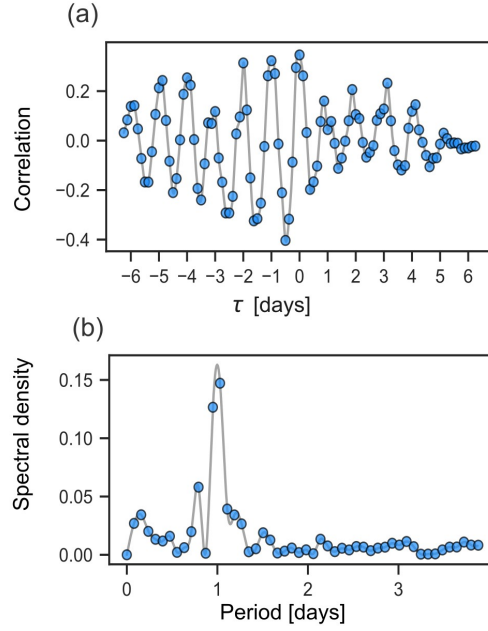 (a)
Correlation
0.2
0.0
−0.2
−0.4
−6 −5 −4 −3 −2 −1 0 1 2 3 4 5 6
τ [days]
(b)
Spectral density
0.15
0.10
0.05
0.00
0 1 2 3
Period [days]